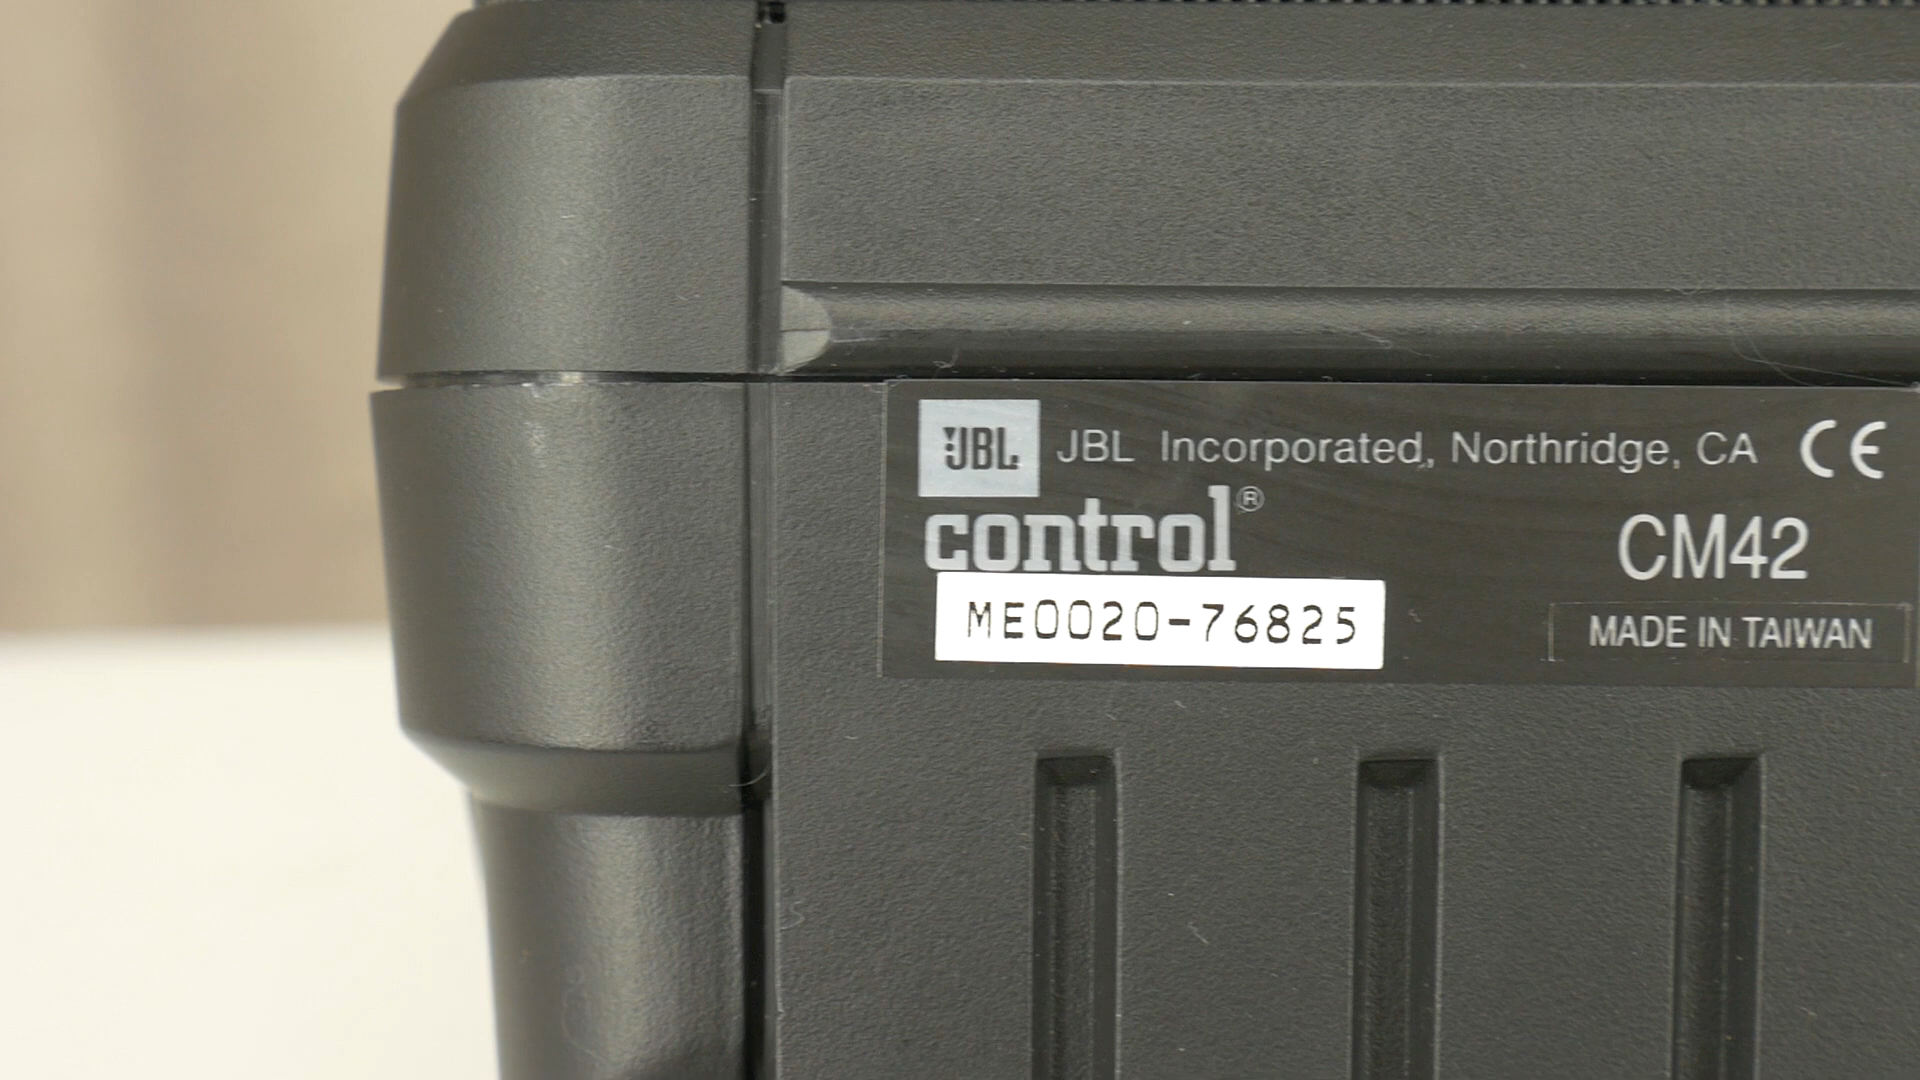 JBL JBL Incorporated, Northridge, CA CE
control®
CM42
ME0020-76825
MADE IN TAIWAN